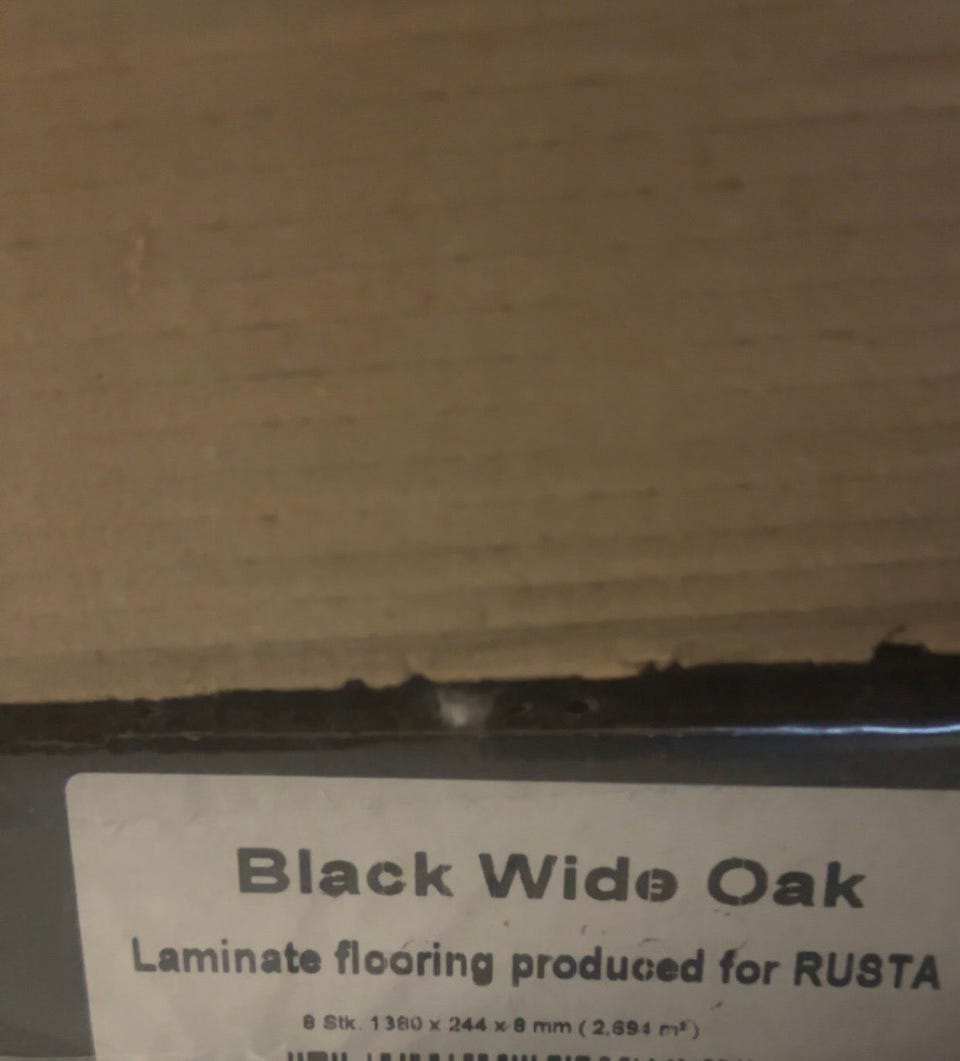 Black Wide Oak
Laminate flooring produced for RUSTA
8 Stk. 1380 x 244 x 8 mm ( 2,694 m² )